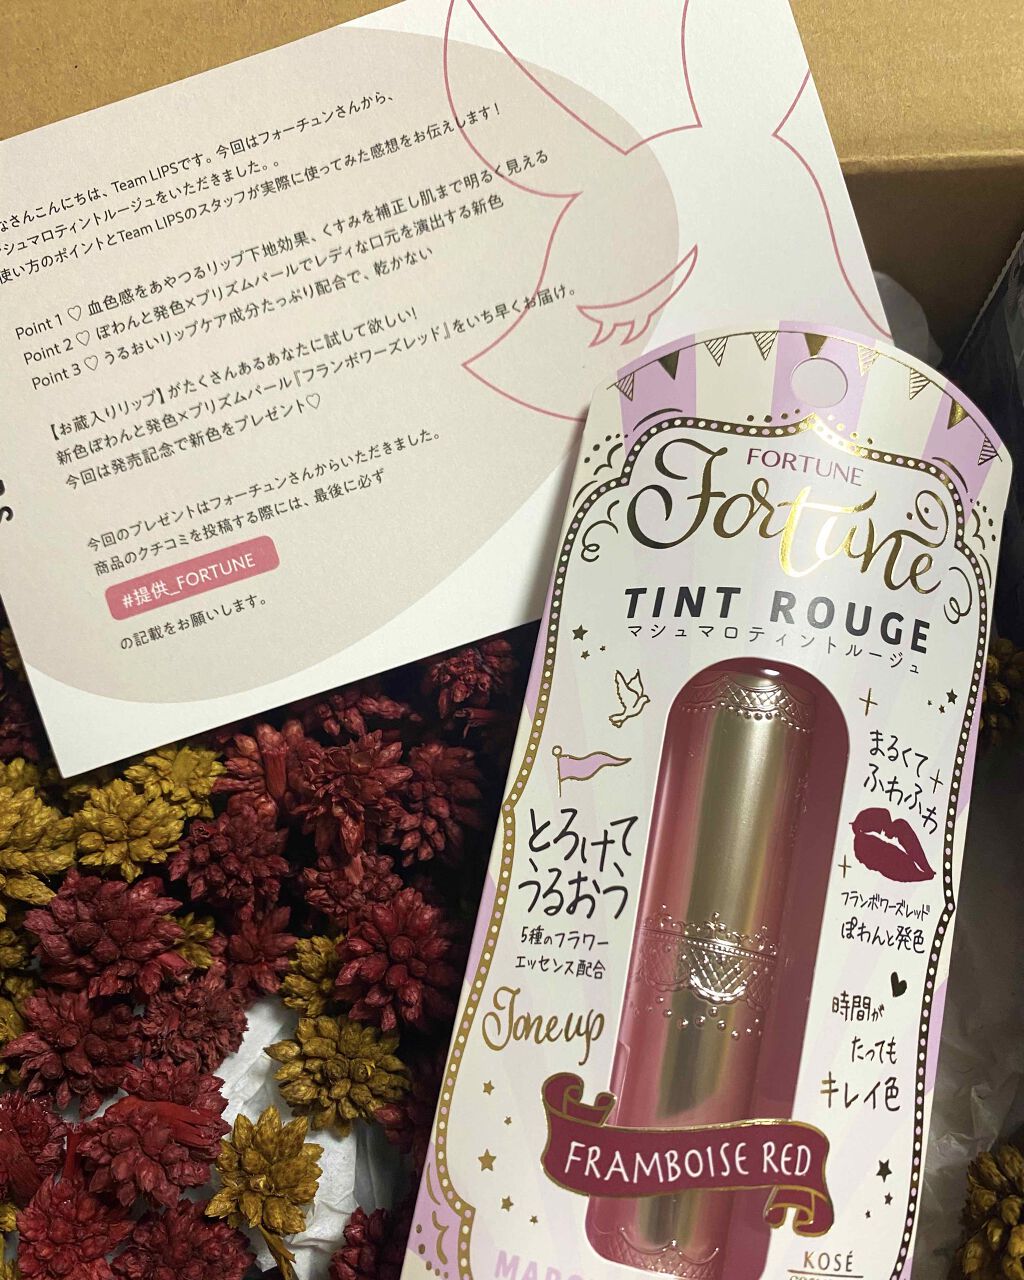 なさんこんにちは、Team LIPSです。今回はフォーチュンさんから、
マシュマロティントルージュをいただきました。。
使い方のポイントとTeam LIPSのスタッフが実際に使ってみた感想をお伝えします!
Point 1 ♡ 血色感をあやつるリップ下地効果、くすみを補正し肌まで明るく見える
Point 2 ♡ ぽわんと発色×プリズムパールでレディな口元を演出する新色
Point 3 ♡ うるおいリップケア成分たっぷり配合で、乾かない
【お蔵入りリップ】がたくさんあるあなたに試して欲しい!
新色ぽわんと発色×プリズムパール『フランボワーズレッド』をいち早くお届け。
今回は発売記念で新色をプレゼント♡
今回のプレゼントはフォーチュンさんからいただきました。
商品のクチコミを投稿する際には、最後に必ず
#提供_FORTUNE
の記載をお願いします。
FORTUNE
Fortune
TINT ROUGE
マシュマロティントルージュ
まるくて
ふわふわ
とろけて
うるおう
5種のフラワー
エッセンス配合
フランボワーズレッド
ぽわんと発色
Tone up
時間が
たっても
キレイ色
FRAMBOISE RED
KOSÉ